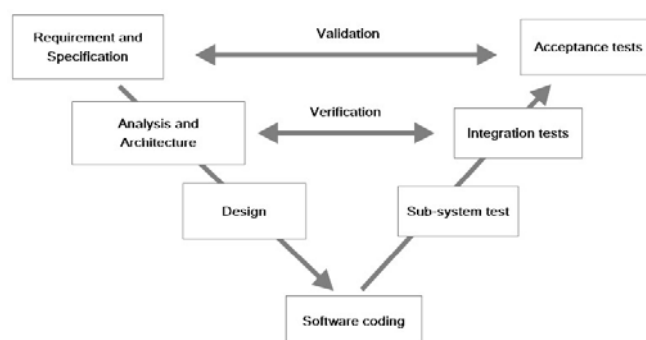 Requirement and
Specification
Validation
Acceptance tests
Analysis and
Architecture
Verification
Integration tests
Design
Sub-system test
Software coding